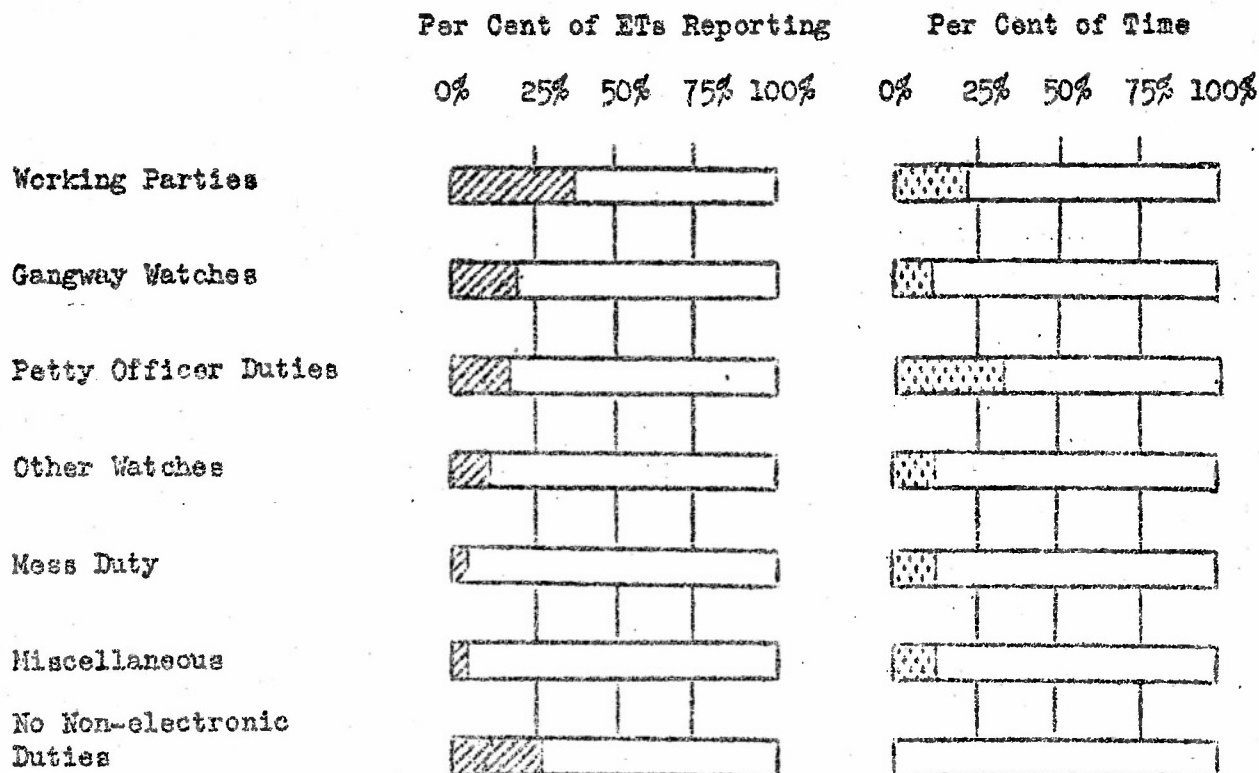 Per Cent of ETs Reporting Per Cent of Time
0% 25% 50% 75% 100% 0% 25% 50% 75% 100%
Working Parties
Gangway Watches
Petty Officer Duties
Other Watches
Mess Duty
Miscellaneous
No Non-electronic
Duties